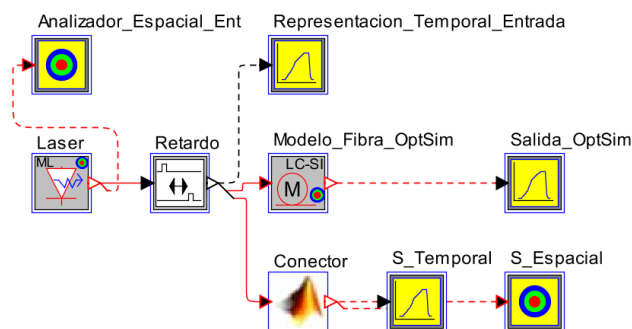 Analizador_Espacial_Ent
Representacion_Temporal_Entrada
Laser
Retardo
Modelo_Fibra_OptSim
Salida_OptSim
ML
LC-SI
M
Conector
S_Temporal
S_Espacial